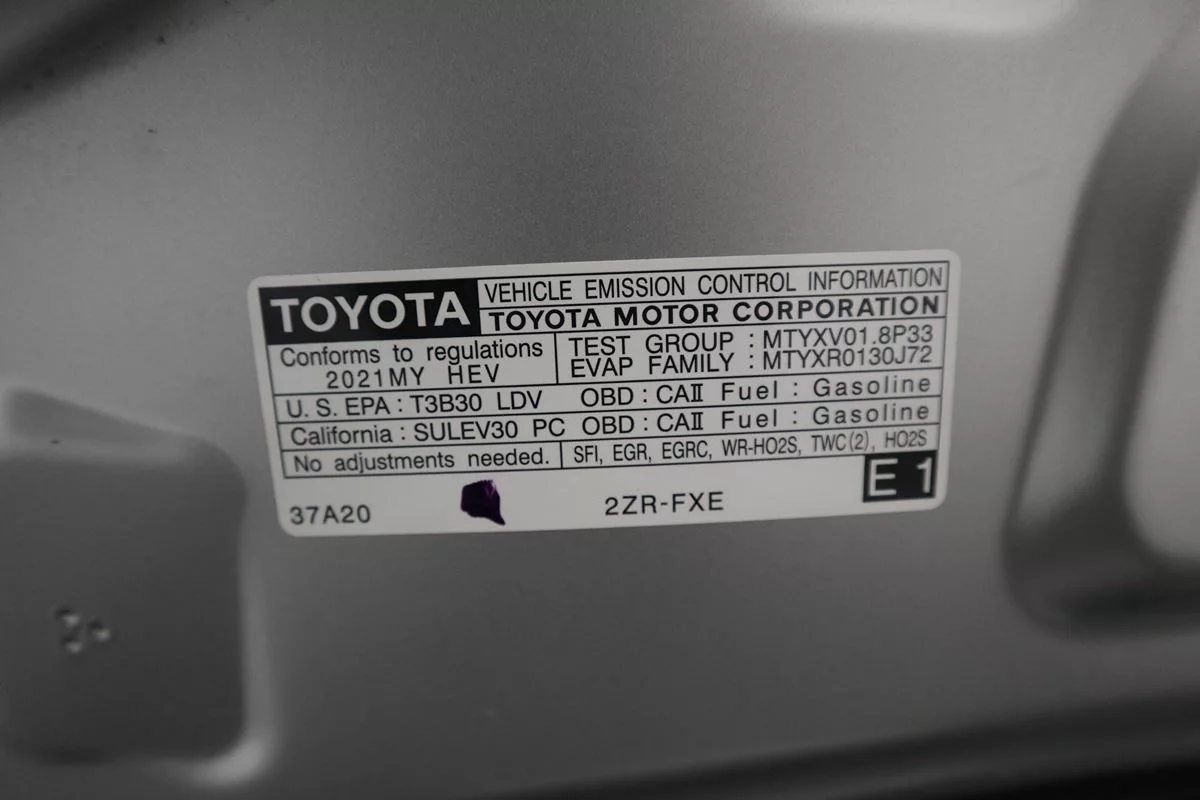 TOYOTA
VEHICLE EMISSION CONTROL INFORMATION
TOYOTA MOTOR CORPORATION
Conforms to regulations
2021MY HEV
TEST GROUP : MTYXV01.8P33
EVAP FAMILY : MTYXR0130J72
U. S. EPA : T3B30 LDV OBD : CAⅡ Fuel : Gasoline
California : SULEV30 PC OBD : CAⅡ Fuel : Gasoline
No adjustments needed.
SFI, EGR, EGRC, WR-HO2S, TWC(2), HO2S
37A20
2ZR-FXE
E 1